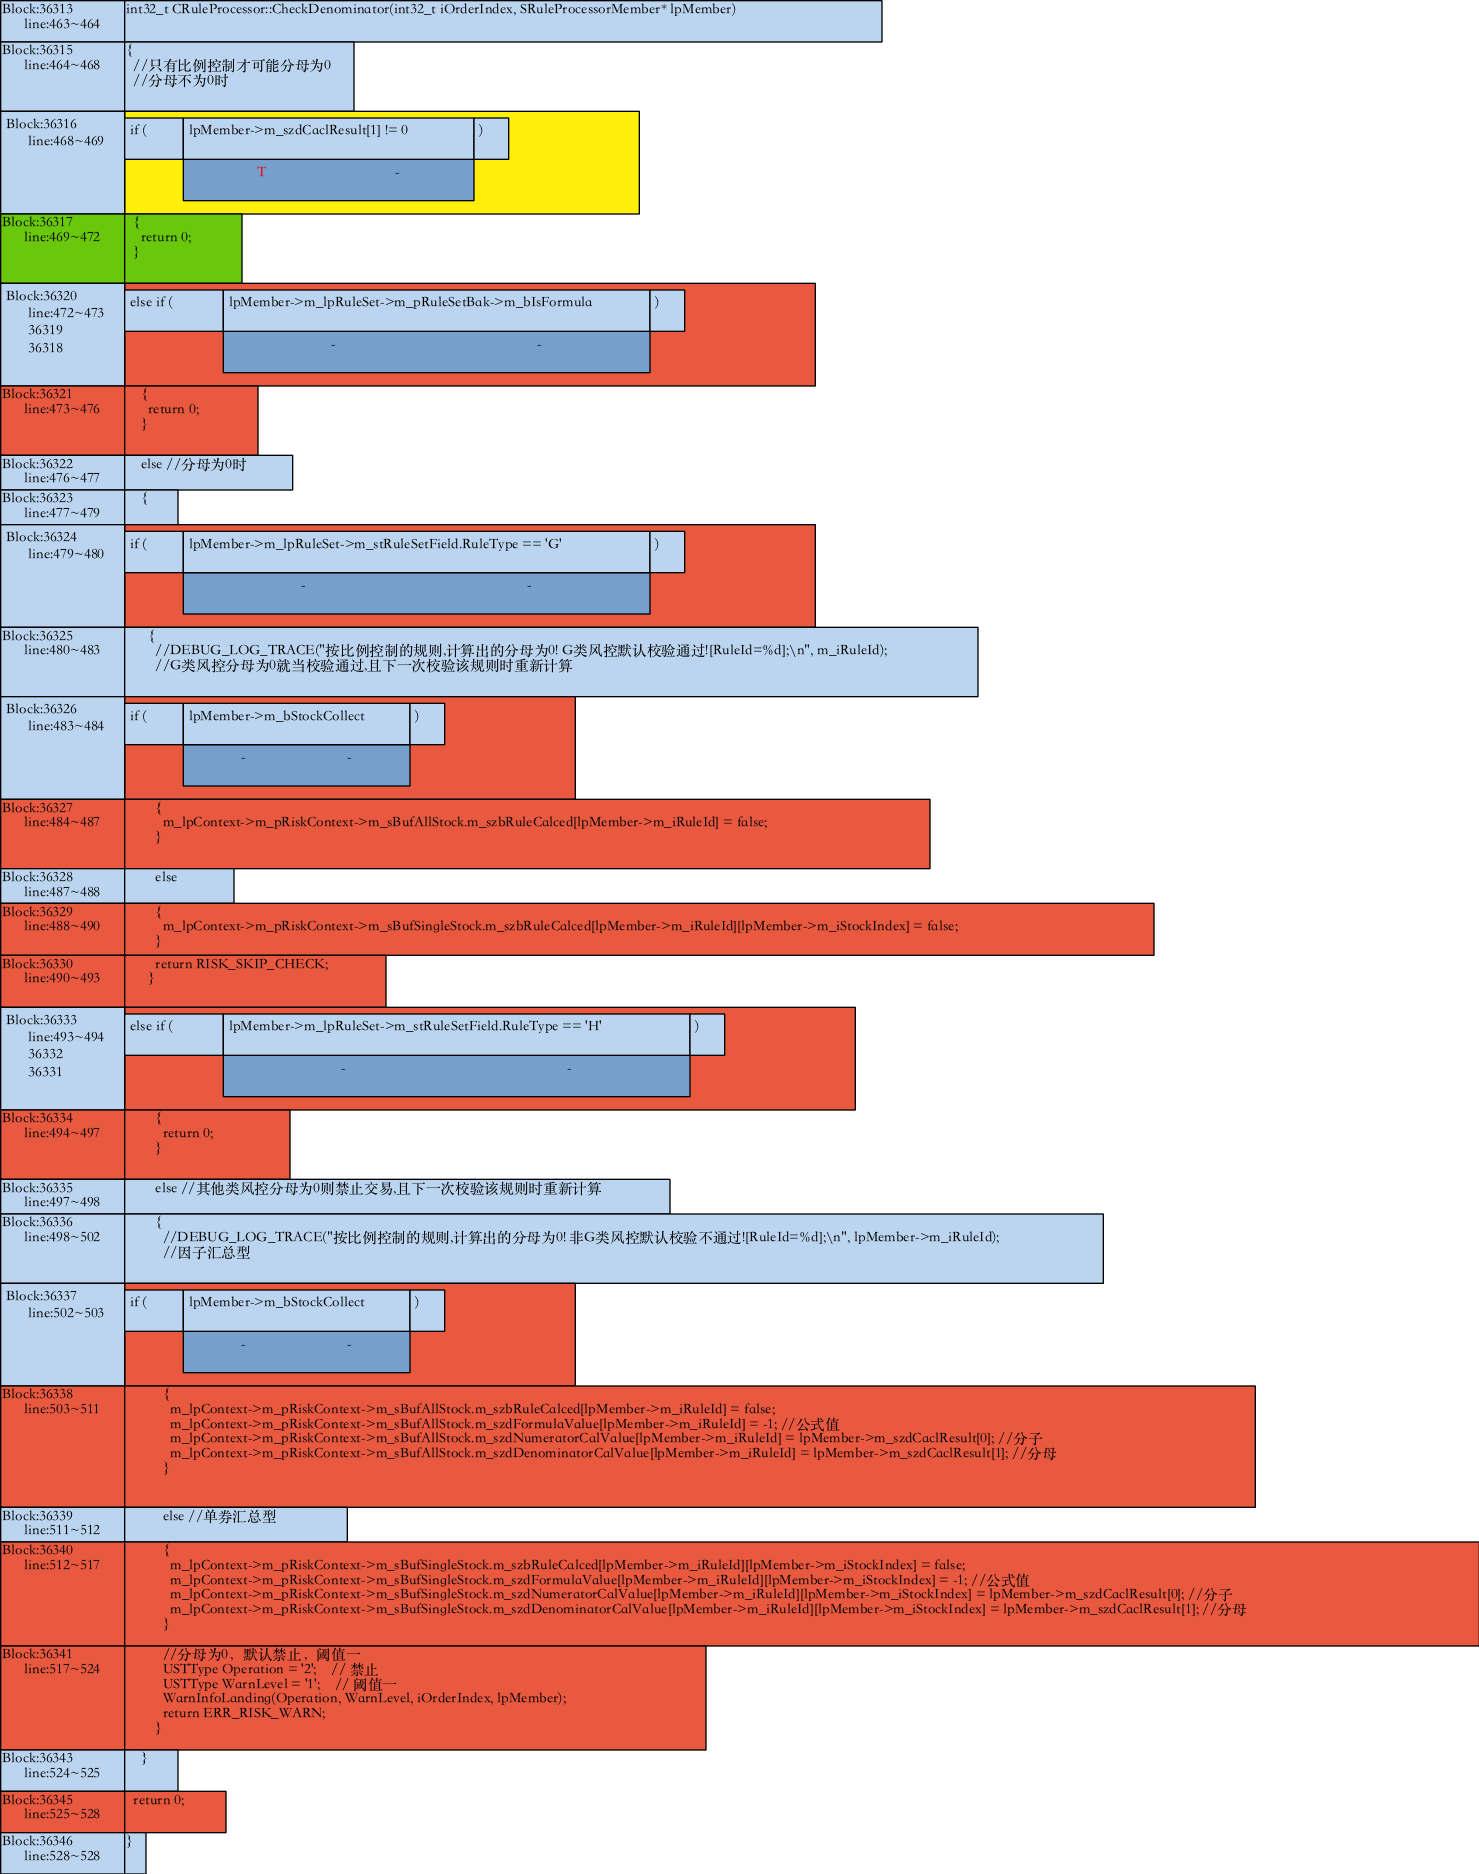 Block:36313
line:463~464
int32_t CRuleProcessor::CheckDenominator(int32_t iOrderIndex, SRuleProcessorMember* lpMember)
Block:36315
line:464~468
{
//只有比例控制才可能分母为0
//分母不为0时
Block:36316
line:468~469
if ( lpMember->m_szdCaclResult[1] != 0 )
T -
Block:36317
line:469~472
{
return 0;
}
Block:36320
line:472~473
36319
36318
else if ( lpMember->m_lpRuleSet->m_pRuleSetBak->m_bIsFormula )
- -
Block:36321
line:473~476
{
return 0;
}
Block:36322
line:476~477
else //分母为0时
Block:36323
line:477~479
{
Block:36324
line:479~480
if ( lpMember->m_lpRuleSet->m_stRuleSetField.RuleType == 'G' )
- -
Block:36325
line:480~483
{
//DEBUG_LOG_TRACE("按比例控制的规则,计算出的分母为0! G类风控默认校验通过![RuleId=%d];\n", m_iRuleId);
//G类风控分母为0就当校验通过,且下一次校验该规则时重新计算
Block:36326
line:483~484
if ( lpMember->m_bStockCollect )
- -
Block:36327
line:484~487
{
m_lpContext->m_pRiskContext->m_sBufAllStock.m_szbRuleCalced[lpMember->m_iRuleId] = false;
}
Block:36328
line:487~488
else
Block:36329
line:488~490
{
m_lpContext->m_pRiskContext->m_sBufSingleStock.m_szbRuleCalced[lpMember->m_iRuleId][lpMember->m_iStockIndex] = false;
}
Block:36330
line:490~493
return RISK_SKIP_CHECK;
}
Block:36333
line:493~494
36332
36331
else if ( lpMember->m_lpRuleSet->m_stRuleSetField.RuleType == 'H' )
- -
Block:36334
line:494~497
{
return 0;
}
Block:36335
line:497~498
else //其他类风控分母为0则禁止交易,且下一次校验该规则时重新计算
Block:36336
line:498~502
{
//DEBUG_LOG_TRACE("按比例控制的规则,计算出的分母为0! 非G类风控默认校验不通过![RuleId=%d];\n", lpMember->m_iRuleId);
//因子汇总型
Block:36337
line:502~503
if ( lpMember->m_bStockCollect )
- -
Block:36338
line:503~511
{
m_lpContext->m_pRiskContext->m_sBufAllStock.m_szbRuleCalced[lpMember->m_iRuleId] = false;
m_lpContext->m_pRiskContext->m_sBufAllStock.m_szdFormulaValue[lpMember->m_iRuleId] = -1; //公式值
m_lpContext->m_pRiskContext->m_sBufAllStock.m_szdNumeratorCalValue[lpMember->m_iRuleId] = lpMember->m_szdCaclResult[0]; //分子
m_lpContext->m_pRiskContext->m_sBufAllStock.m_szdDenominatorCalValue[lpMember->m_iRuleId] = lpMember->m_szdCaclResult[1]; //分母
}
Block:36339
line:511~512
else //单券汇总型
Block:36340
line:512~517
{
m_lpContext->m_pRiskContext->m_sBufSingleStock.m_szbRuleCalced[lpMember->m_iRuleId][lpMember->m_iStockIndex] = false;
m_lpContext->m_pRiskContext->m_sBufSingleStock.m_szdFormulaValue[lpMember->m_iRuleId][lpMember->m_iStockIndex] = -1; //公式值
m_lpContext->m_pRiskContext->m_sBufSingleStock.m_szdNumeratorCalValue[lpMember->m_iRuleId][lpMember->m_iStockIndex] = lpMember->m_szdCaclResult[0]; //分子
m_lpContext->m_pRiskContext->m_sBufSingleStock.m_szdDenominatorCalValue[lpMember->m_iRuleId][lpMember->m_iStockIndex] = lpMember->m_szdCaclResult[1]; //分母
}
Block:36341
line:517~524
//分母为0，默认禁止，阈值一
USTType Operation = '2'; // 禁止
USTType WarnLevel = '1'; // 阈值一
WarnInfoLanding(Operation, WarnLevel, iOrderIndex, lpMember);
return ERR_RISK_WARN;
}
Block:36343
line:524~525
}
Block:36345
line:525~528
return 0;
Block:36346
line:528~528
}